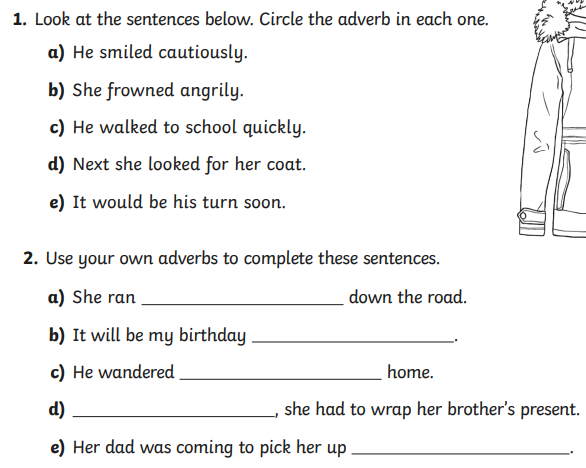 1. Look at the sentences below. Circle the adverb in each one.
a) He smiled cautiously.
b) She frowned angrily.
c) He walked to school quickly.
d) Next she looked for her coat.
e) It would be his turn soon.
2. Use your own adverbs to complete these sentences.
a) She ran ____________________ down the road.
b) It will be my birthday ____________________.
c) He wandered ____________________ home.
d) ____________________, she had to wrap her brother's present.
e) Her dad was coming to pick her up ____________________.